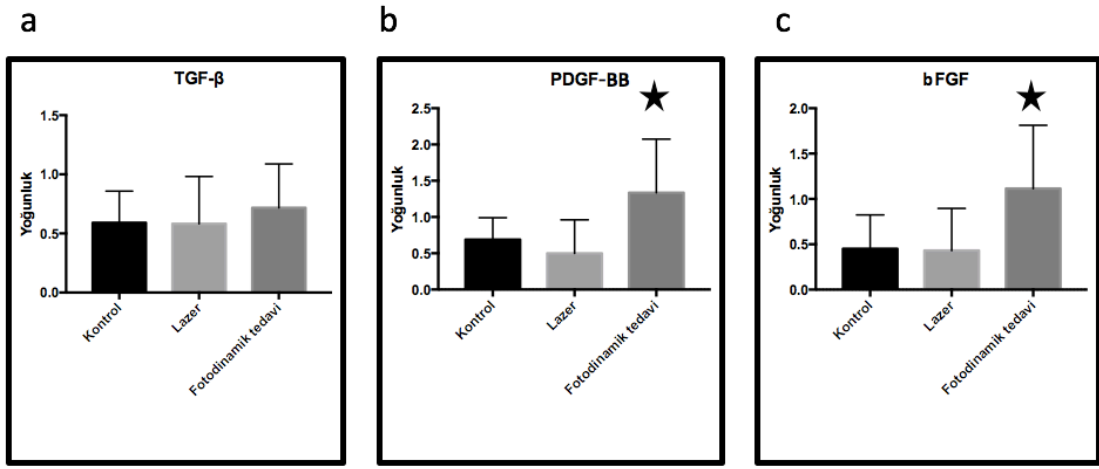 a
TGF-β
Yoğunluk
1.5
1.0
0.5
0.0
Kontrol
Lazer
Fotodinamik tedavi
b
PDGF-BB
Yoğunluk
2.5
2.0
1.5
1.0
0.5
0.0
Kontrol
Lazer
Fotodinamik tedavi
c
bFGF
Yoğunluk
2.0
1.5
1.0
0.5
0.0
Kontrol
Lazer
Fotodinamik tedavi